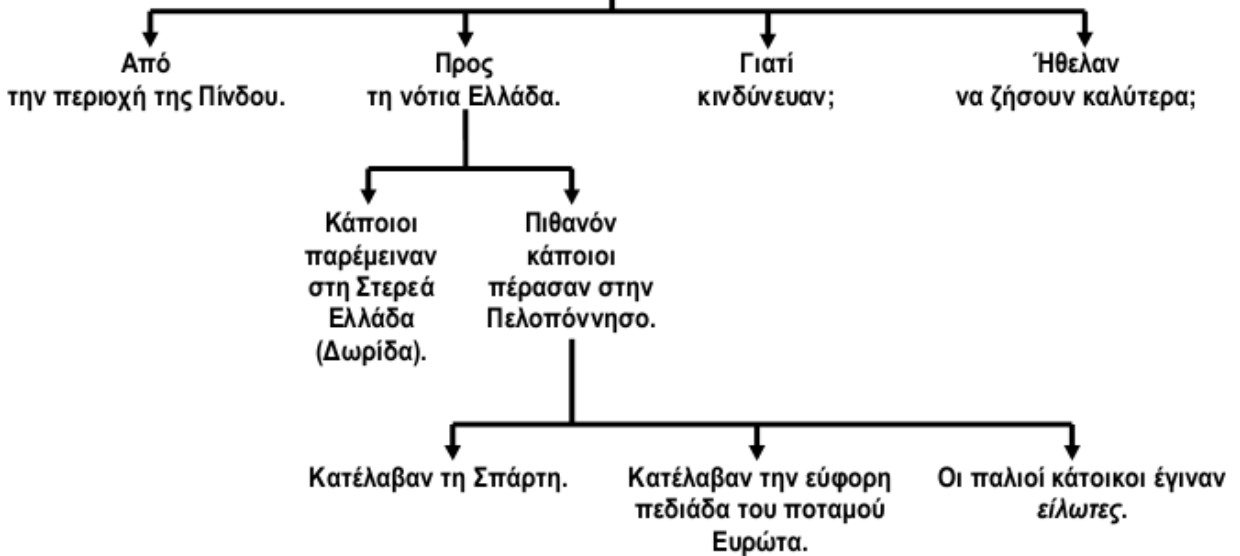 Από
την περιοχή της Πίνδου.
Προς
τη νότια Ελλάδα.
Γιατί
κινδύνευαν;
Ήθελαν
να ζήσουν καλύτερα;
Κάποιοι
παρέμειναν
στη Στερεά
Ελλάδα
(Δωρίδα).
Πιθανόν
κάποιοι
πέρασαν στην
Πελοπόννησο.
Κατέλαβαν τη Σπάρτη.
Κατέλαβαν την εύφορη
πεδιάδα του ποταμού
Ευρώτα.
Οι παλιοί κάτοικοι έγιναν
είλωτες.